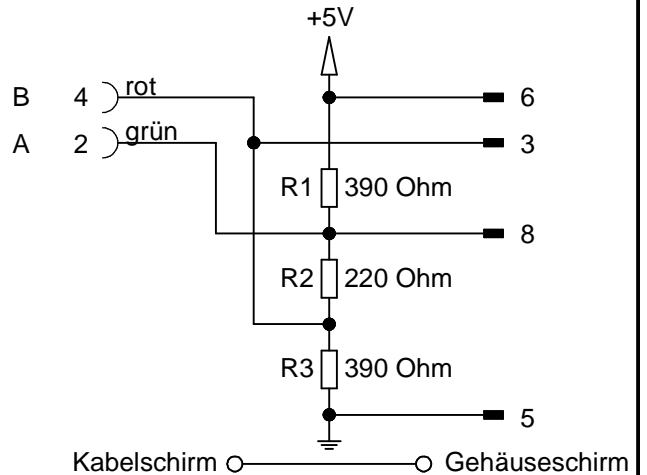 +5V
B 4 rot 6
A 2 grün 3
R1 390 Ohm
8
R2 220 Ohm
R3 390 Ohm
5
Kabelschirm Gehäuseschirm